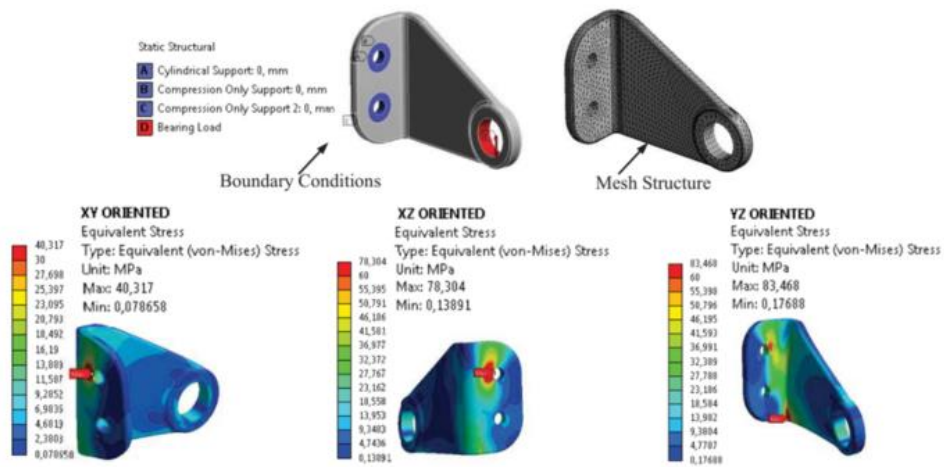 Static Structural
A Cylindrical Support: 0, mm
B Compression Only Support: 0, mm
C Compression Only Support 2: 0, mm
D Bearing Load
Boundary Conditions
Mesh Structure
XY ORIENTED
Equivalent Stress
Type: Equivalent (von-Mises) Stress
Unit: MPa
Max: 40,317
Min: 0,078658
40,317
30
27,698
25,397
23,095
20,793
18,492
16,19
13,889
11,587
9,2852
6,9835
4,6819
2,3803
0,078658
XZ ORIENTED
Equivalent Stress
Type: Equivalent (von-Mises) Stress
Unit: MPa
Max: 78,304
Min: 0,13891
78,304
60
55,395
50,791
46,186
41,581
36,977
32,372
27,767
23,162
18,558
13,953
9,3483
4,7436
0,13891
YZ ORIENTED
Equivalent Stress
Type: Equivalent (von-Mises) Stress
Unit: MPa
Max: 83,468
Min: 0,17688
83,468
60
55,398
50,796
46,195
41,593
36,991
32,389
27,788
23,186
18,584
13,982
9,3804
4,7787
0,17688